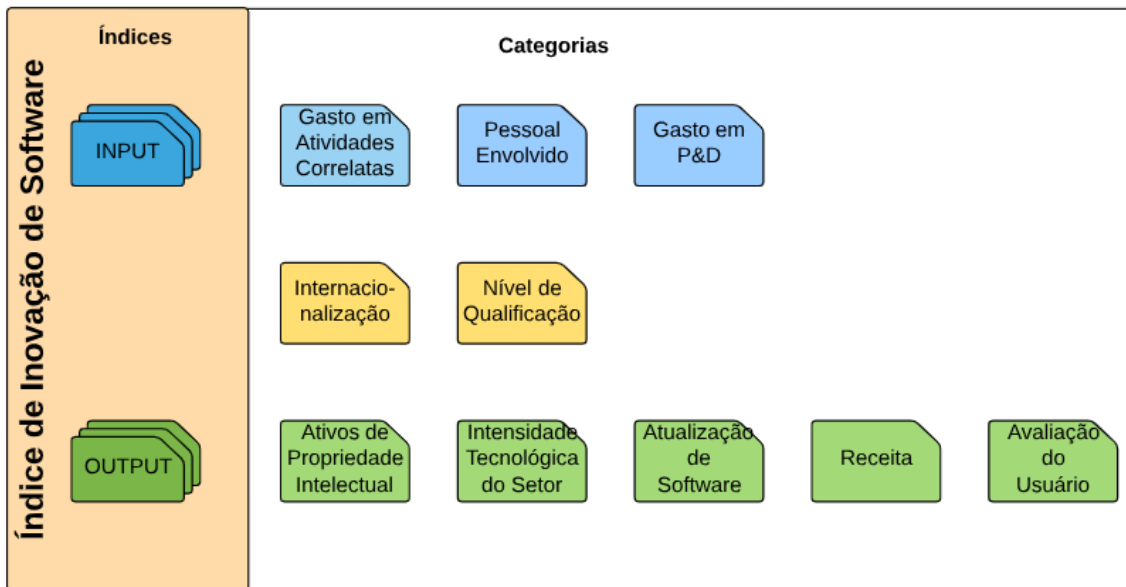 Índice de Inovação de Software
Índices
Categorias
INPUT
Gasto em
Atividades
Correlatas
Pessoal
Envolvido
Gasto em
P&D
Internacio-
nalização
Nível de
Qualificação
OUTPUT
Ativos de
Propriedade
Intelectual
Intensidade
Tecnológica
do Setor
Atualização
de
Software
Receita
Avaliação
do
Usuário